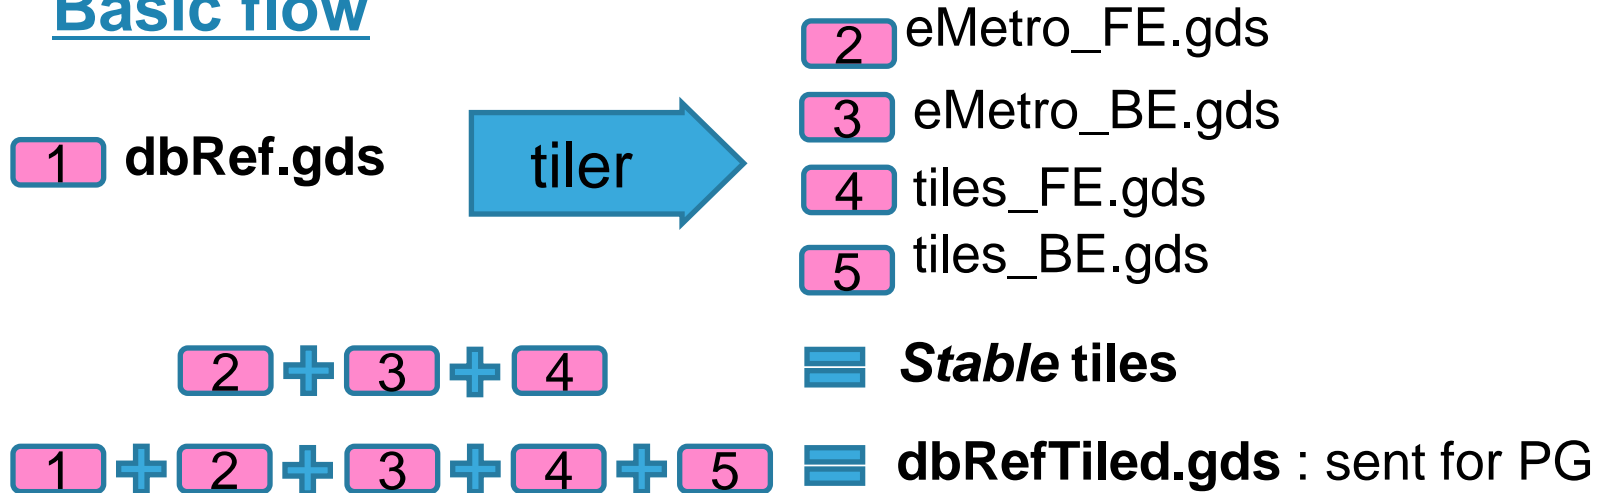 Basic flow
1 dbRef.gds
tiler
2 eMetro_FE.gds
3 eMetro_BE.gds
4 tiles_FE.gds
5 tiles_BE.gds
2 + 3 + 4 = Stable tiles
1 + 2 + 3 + 4 + 5 = dbRefTiled.gds : sent for PG